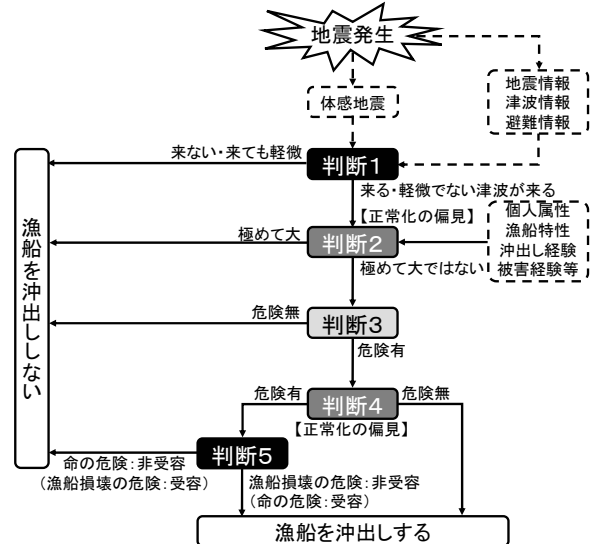 地震発生
体感地震
地震情報
津波情報
避難情報
来ない・来ても軽微
判断1
来る・軽微でない津波が来る
【正常化の偏見】
個人属性
漁船特性
沖出し経験
被害経験等
極めて大
判断2
極めて大ではない
漁船を沖出ししない
危険無
判断3
危険有
危険有
判断4
危険無
【正常化の偏見】
判断5
命の危険:非受容
(漁船損壊の危険:受容)
漁船損壊の危険:非受容
(命の危険:受容)
漁船を沖出しする